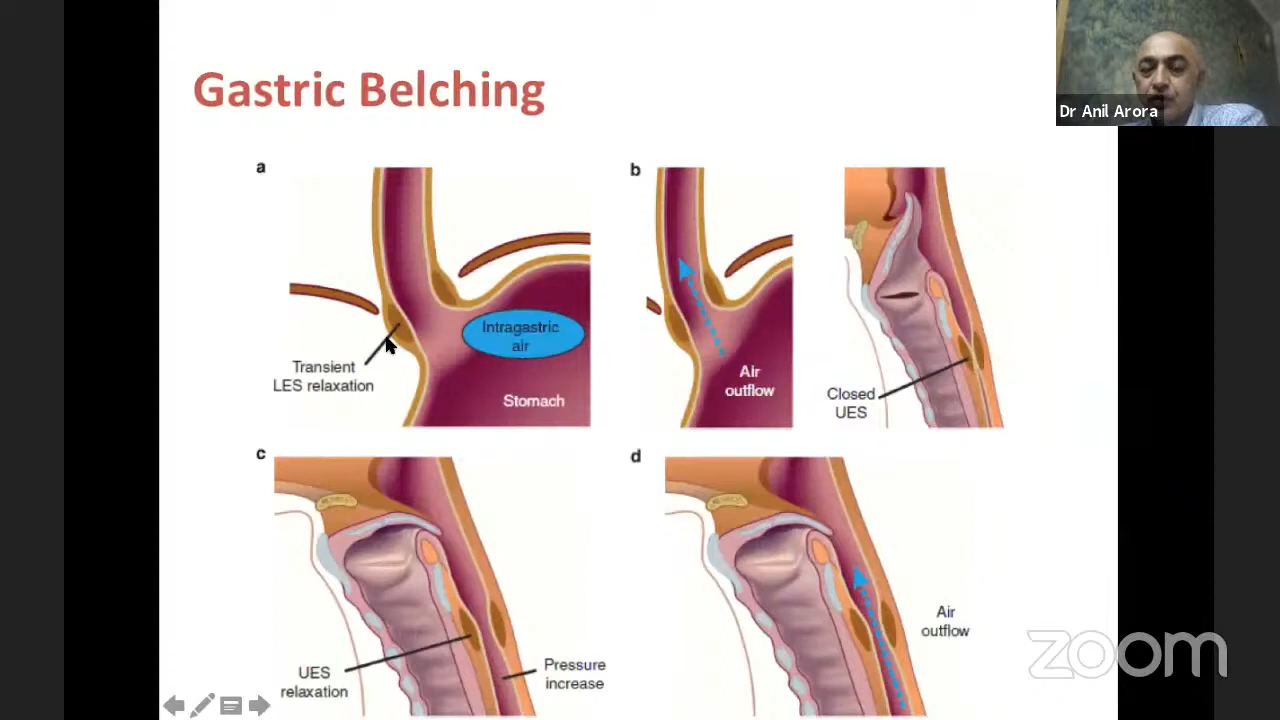 Gastric Belching
Dr Anil Arora
a
Intragastric
air
Transient
LES relaxation
Stomach
b
Air
outflow
Closed
UES
c
UES
relaxation
Pressure
increase
d
Air
outflow
zoom